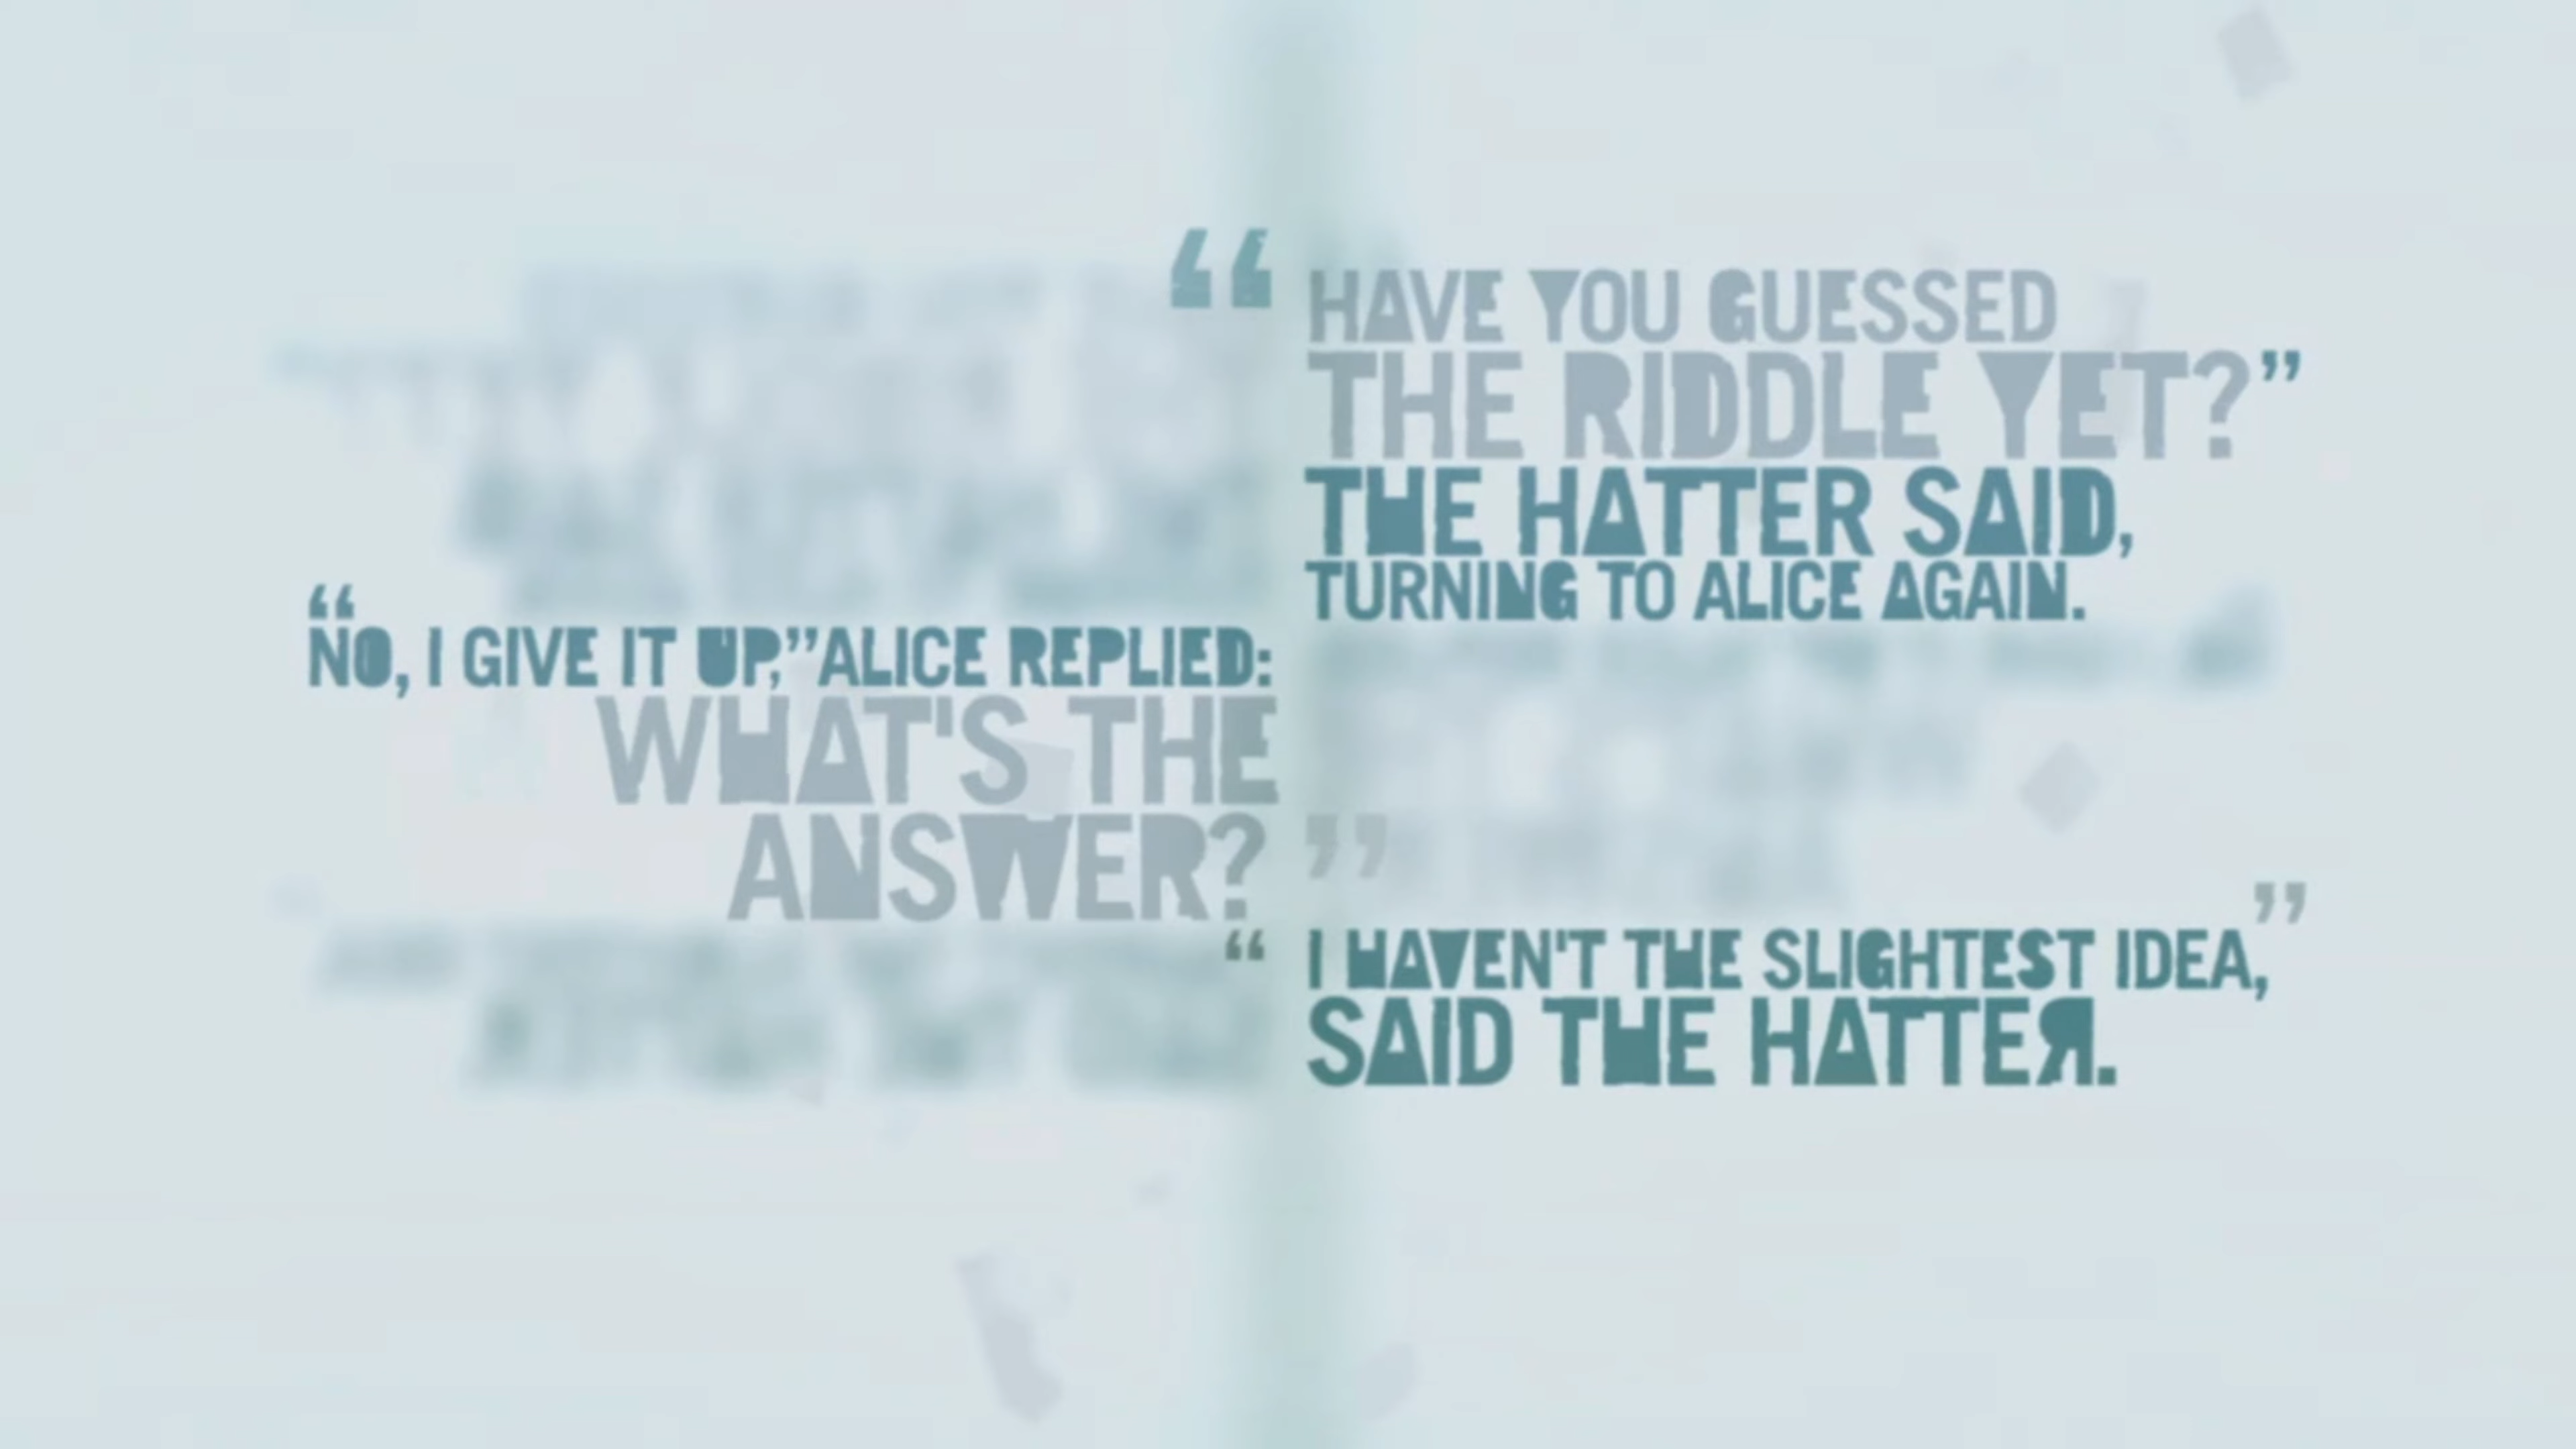 “ HAVE YOU GUESSED
THE RIDDLE YET?”
THE HATTER SAID,
TURNING TO ALICE AGAIN.
“NO, I GIVE IT UP,”ALICE REPLIED:
WHAT'S THE
ANSWER? ”
“ I HAVEN'T THE SLIGHTEST IDEA,”
SAID THE HATTEЯ.